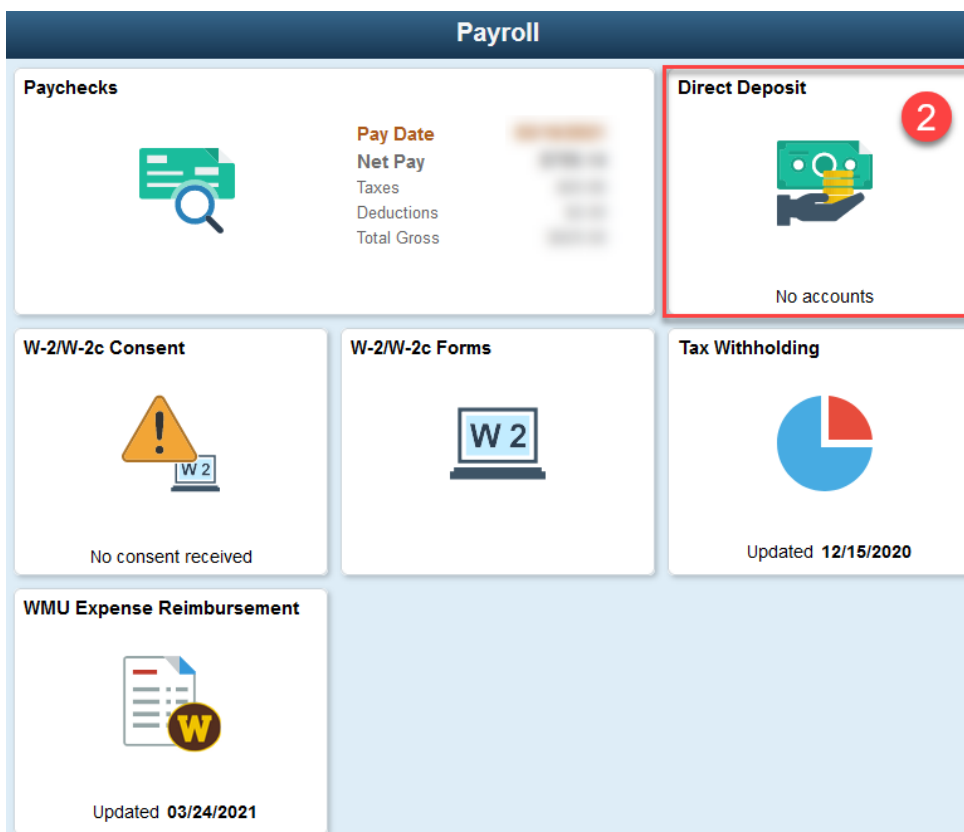 Payroll
Paychecks
Pay Date
Net Pay
Taxes
Deductions
Total Gross
Direct Deposit
2
No accounts
W-2/W-2c Consent
W 2
No consent received
W-2/W-2c Forms
W 2
Tax Withholding
Updated 12/15/2020
WMU Expense Reimbursement
W
Updated 03/24/2021